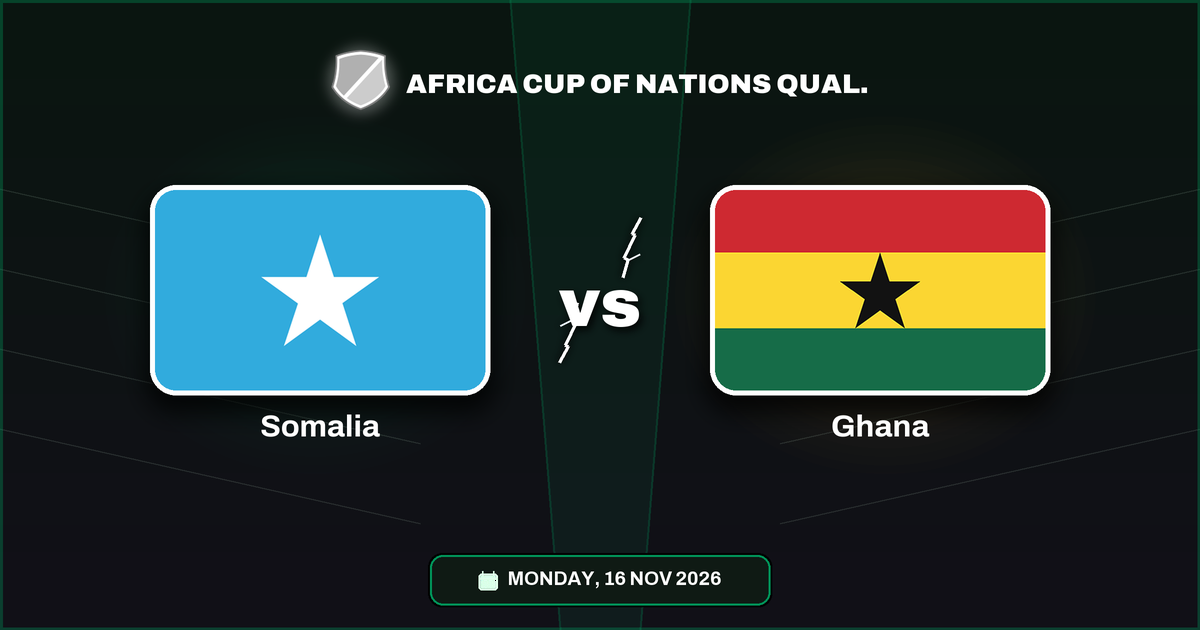 AFRICA CUP OF NATIONS QUAL.
VS
Somalia
Ghana
MONDAY, 16 NOV 2026